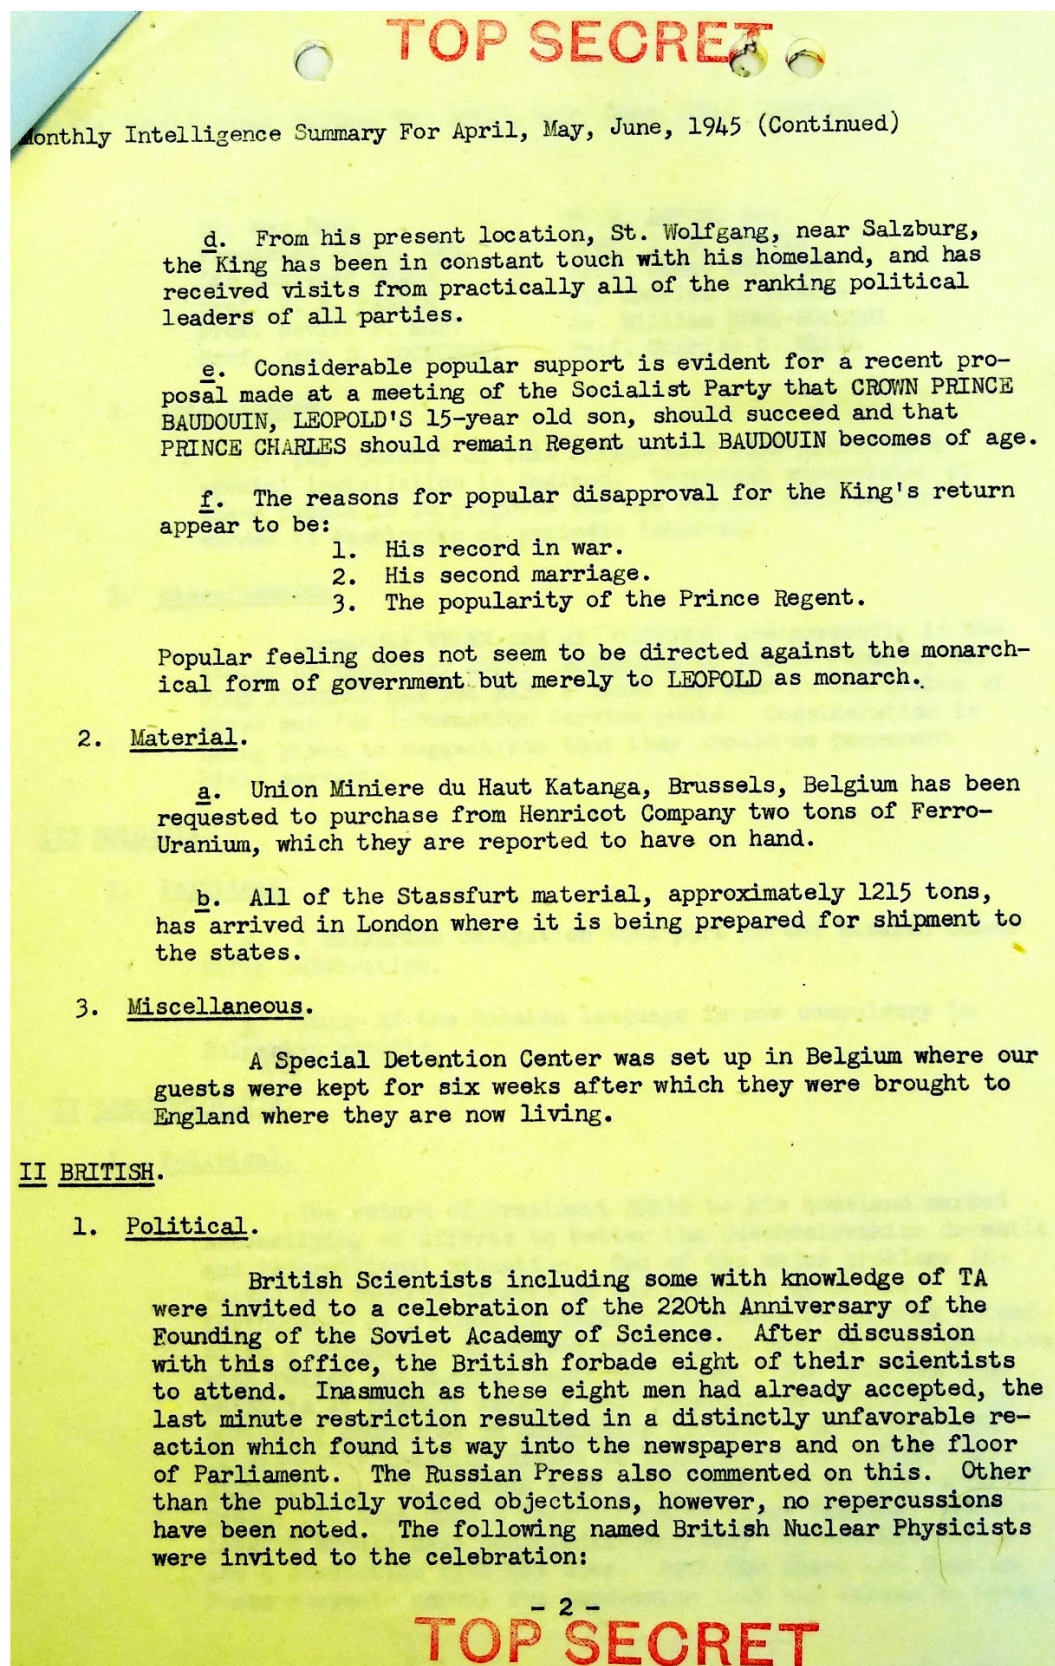 TOP SECRET
Monthly Intelligence Summary For April, May, June, 1945 (Continued)
d. From his present location, St. Wolfgang, near Salzburg,
the King has been in constant touch with his homeland, and has
received visits from practically all of the ranking political
leaders of all parties.
e. Considerable popular support is evident for a recent pro-
posal made at a meeting of the Socialist Party that CROWN PRINCE
BAUDOUIN, LEOPOLD'S 15-year old son, should succeed and that
PRINCE CHARLES should remain Regent until BAUDOUIN becomes of age.
f. The reasons for popular disapproval for the King's return
appear to be:
1. His record in war.
2. His second marriage.
3. The popularity of the Prince Regent.
Popular feeling does not seem to be directed against the monarch-
ical form of government but merely to LEOPOLD as monarch.
2. Material.
a. Union Miniere du Haut Katanga, Brussels, Belgium has been
requested to purchase from Henricot Company two tons of Ferro-
Uranium, which they are reported to have on hand.
b. All of the Stassfurt material, approximately 1215 tons,
has arrived in London where it is being prepared for shipment to
the states.
3. Miscellaneous.
A Special Detention Center was set up in Belgium where our
guests were kept for six weeks after which they were brought to
England where they are now living.
II BRITISH.
1. Political.
British Scientists including some with knowledge of TA
were invited to a celebration of the 220th Anniversary of the
Founding of the Soviet Academy of Science. After discussion
with this office, the British forbade eight of their scientists
to attend. Inasmuch as these eight men had already accepted, the
last minute restriction resulted in a distinctly unfavorable re-
action which found its way into the newspapers and on the floor
of Parliament. The Russian Press also commented on this. Other
than the publicly voiced objections, however, no repercussions
have been noted. The following named British Nuclear Physicists
were invited to the celebration:
- 2 -
TOP SECRET